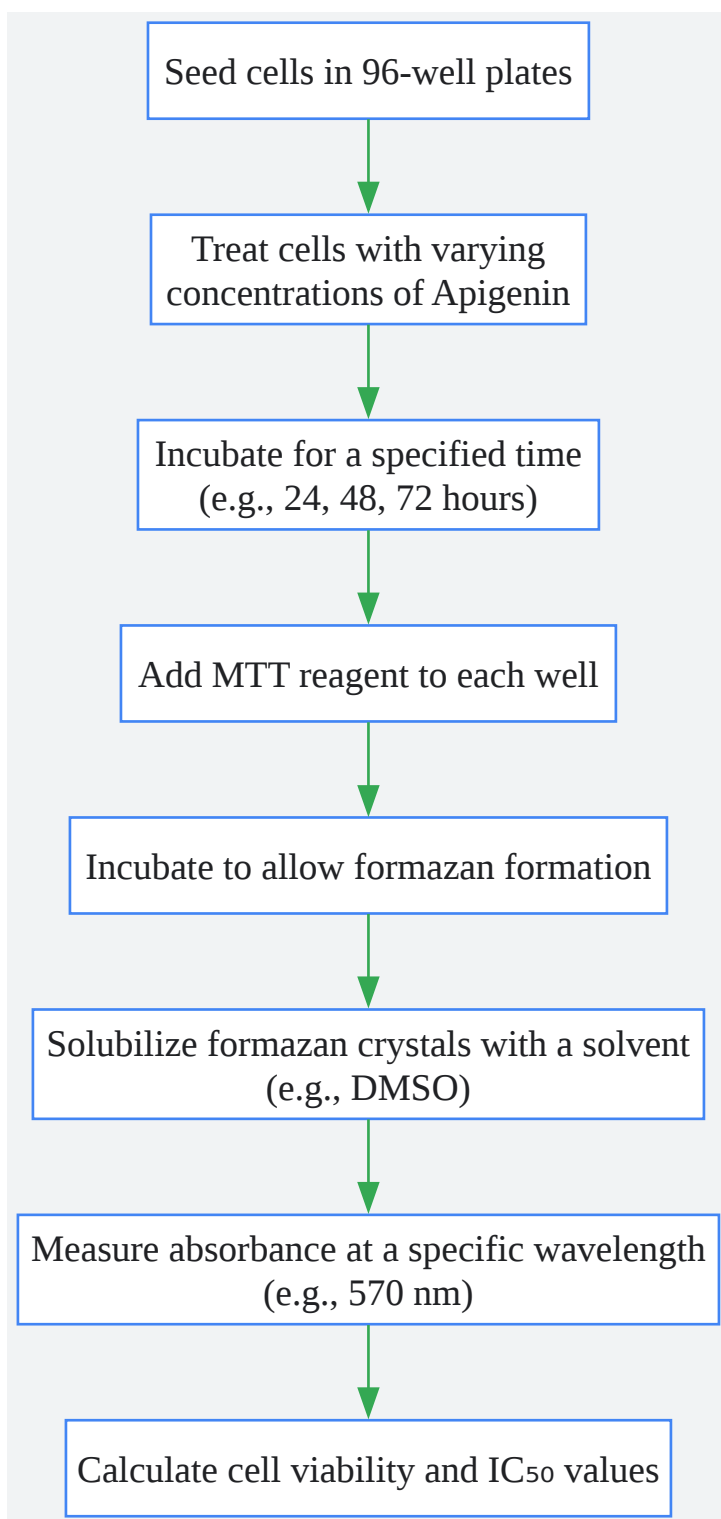 Seed cells in 96-well plates
Treat cells with varying
concentrations of Apigenin
Incubate for a specified time
(e.g., 24, 48, 72 hours)
Add MTT reagent to each well
Incubate to allow formazan formation
Solubilize formazan crystals with a solvent
(e.g., DMSO)
Measure absorbance at a specific wavelength
(e.g., 570 nm)
Calculate cell viability and IC₅₀ values